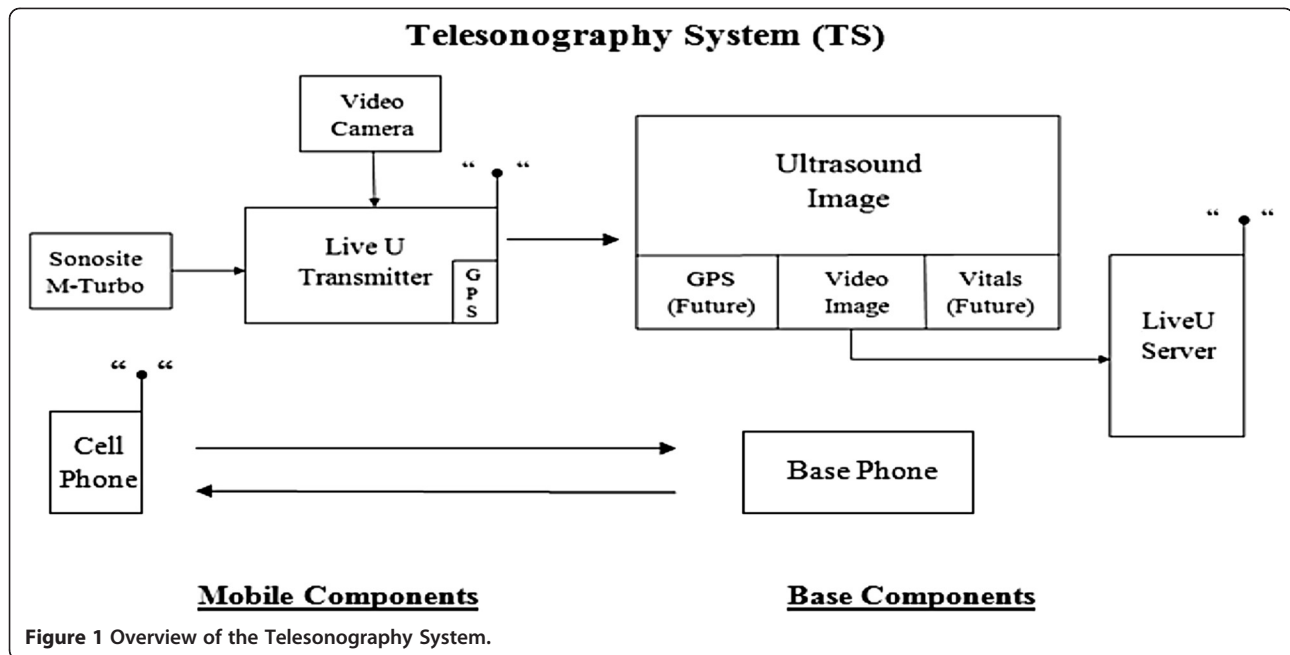 Telesonography System (TS)
Video
Camera
“ “
Sonosite
M-Turbo
Live U
Transmitter
G
P
S
Ultrasound
Image
GPS
(Future)
Video
Image
Vitals
(Future)
“ “
LiveU
Server
“ “
Cell
Phone
Base Phone
Mobile Components
Base Components
Figure 1 Overview of the Telesonography System.